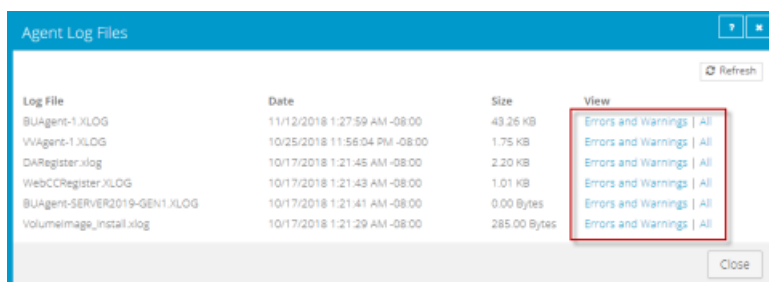 Agent Log Files ? ×
Refresh
Log File Date Size View
BUAgent-1.XLOG 11/12/2018 1:27:59 AM -08:00 43.26 KB Errors and Warnings | All
VVAgent-1.XLOG 10/25/2018 11:56:04 PM -08:00 1.75 KB Errors and Warnings | All
DARegister.xlog 10/17/2018 1:21:45 AM -08:00 2.20 KB Errors and Warnings | All
WebCCRegister.XLOG 10/17/2018 1:21:43 AM -08:00 1.01 KB Errors and Warnings | All
BUAgent-SERVER2019-GEN1.XLOG 10/17/2018 1:21:41 AM -08:00 0.00 Bytes Errors and Warnings | All
VolumeImage_Install.xlog 10/17/2018 1:21:29 AM -08:00 285.00 Bytes Errors and Warnings | All
Close